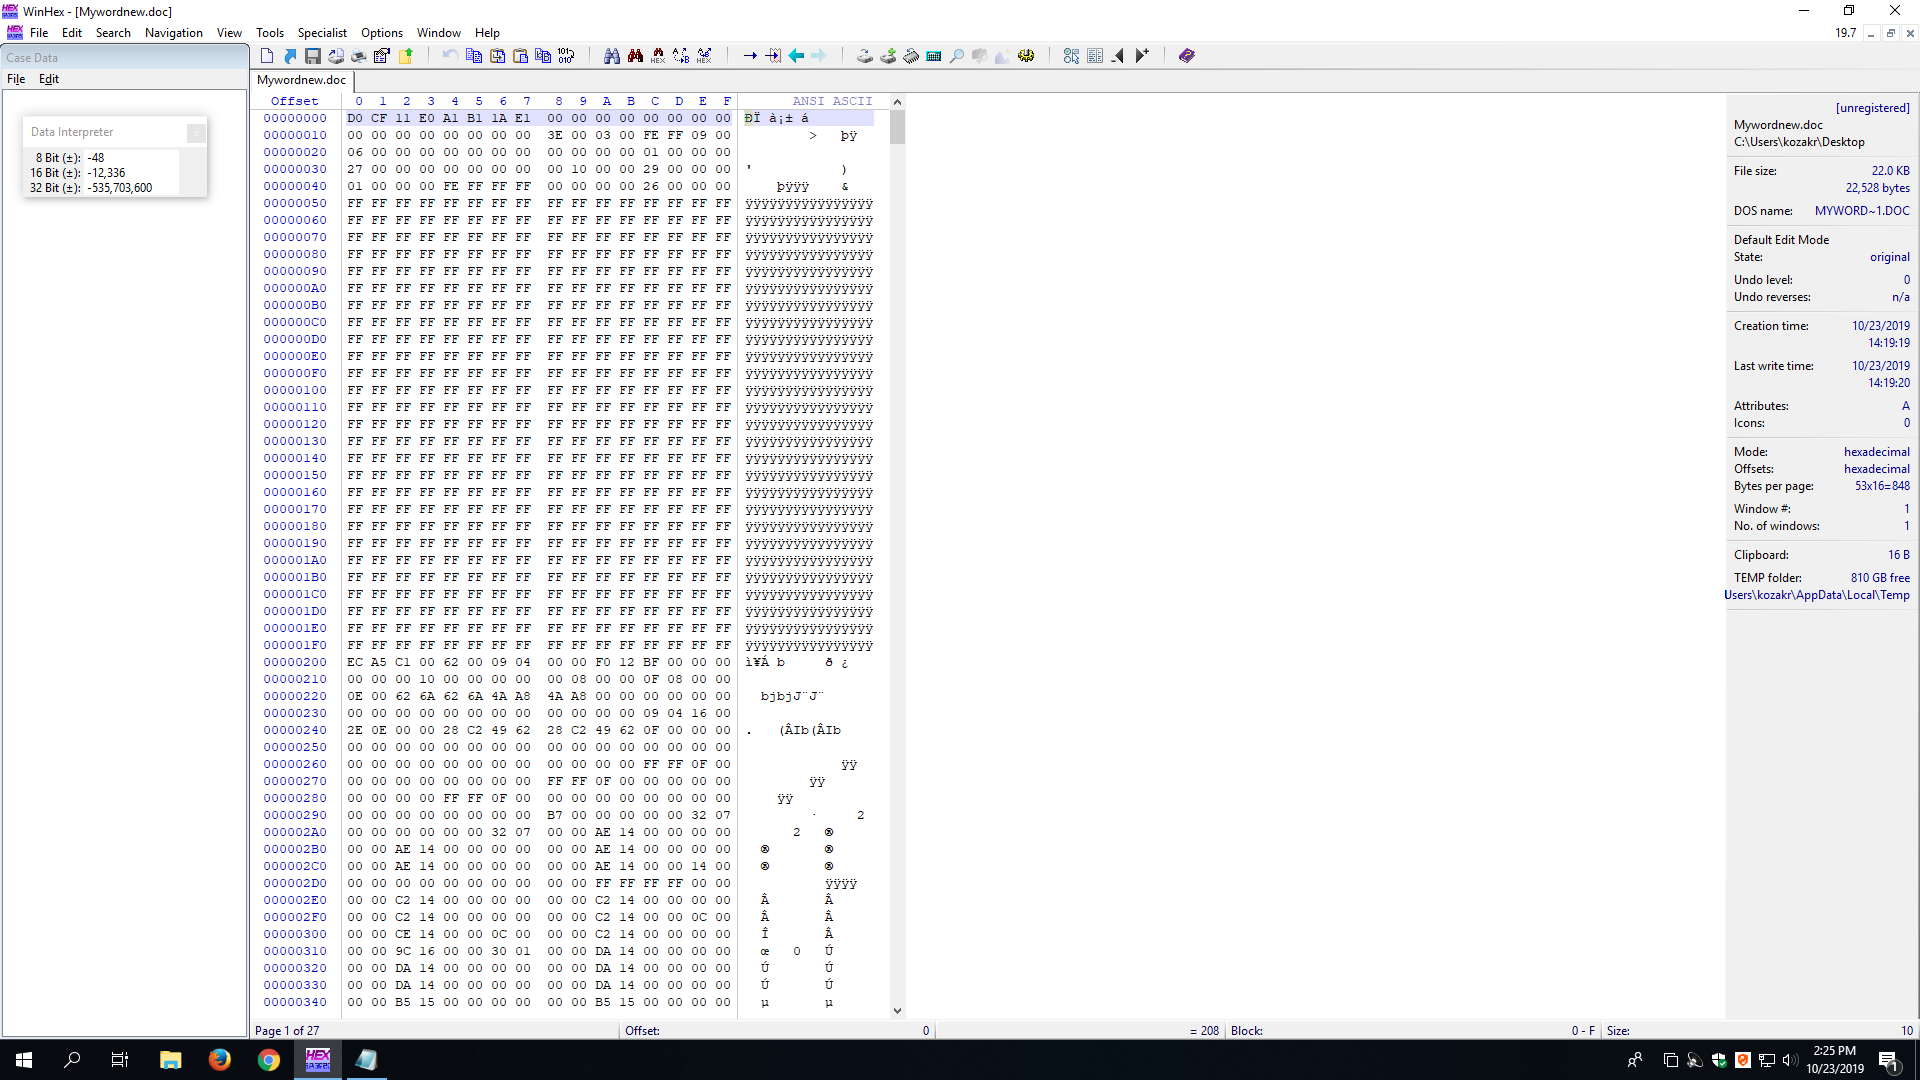 WinHex - [Mywordnew.doc]
File Edit Search Navigation View Tools Specialist Options Window Help
19.7
Case Data
File Edit
Data Interpreter
8 Bit (±): -48
16 Bit (±): -12,336
32 Bit (±): -535,703,600
Mywordnew.doc
Offset 0 1 2 3 4 5 6 7 8 9 A B C D E F ANSI ASCII
00000000 D0 CF 11 E0 A1 B1 1A E1 00 00 00 00 00 00 00 00 ÐÏ à¡± á
00000010 00 00 00 00 00 00 00 00 3E 00 03 00 FE FF 09 00 > þÿ
00000020 06 00 00 00 00 00 00 00 00 00 00 00 01 00 00 00
00000030 27 00 00 00 00 00 00 00 00 10 00 00 29 00 00 00 ' )
00000040 01 00 00 00 FE FF FF FF 00 00 00 00 26 00 00 00 þÿÿÿ &
00000050 FF FF FF FF FF FF FF FF FF FF FF FF FF FF FF FF ÿÿÿÿÿÿÿÿÿÿÿÿÿÿÿÿ
00000060 FF FF FF FF FF FF FF FF FF FF FF FF FF FF FF FF ÿÿÿÿÿÿÿÿÿÿÿÿÿÿÿÿ
00000070 FF FF FF FF FF FF FF FF FF FF FF FF FF FF FF FF ÿÿÿÿÿÿÿÿÿÿÿÿÿÿÿÿ
00000080 FF FF FF FF FF FF FF FF FF FF FF FF FF FF FF FF ÿÿÿÿÿÿÿÿÿÿÿÿÿÿÿÿ
00000090 FF FF FF FF FF FF FF FF FF FF FF FF FF FF FF FF ÿÿÿÿÿÿÿÿÿÿÿÿÿÿÿÿ
000000A0 FF FF FF FF FF FF FF FF FF FF FF FF FF FF FF FF ÿÿÿÿÿÿÿÿÿÿÿÿÿÿÿÿ
000000B0 FF FF FF FF FF FF FF FF FF FF FF FF FF FF FF FF ÿÿÿÿÿÿÿÿÿÿÿÿÿÿÿÿ
000000C0 FF FF FF FF FF FF FF FF FF FF FF FF FF FF FF FF ÿÿÿÿÿÿÿÿÿÿÿÿÿÿÿÿ
000000D0 FF FF FF FF FF FF FF FF FF FF FF FF FF FF FF FF ÿÿÿÿÿÿÿÿÿÿÿÿÿÿÿÿ
000000E0 FF FF FF FF FF FF FF FF FF FF FF FF FF FF FF FF ÿÿÿÿÿÿÿÿÿÿÿÿÿÿÿÿ
000000F0 FF FF FF FF FF FF FF FF FF FF FF FF FF FF FF FF ÿÿÿÿÿÿÿÿÿÿÿÿÿÿÿÿ
00000100 FF FF FF FF FF FF FF FF FF FF FF FF FF FF FF FF ÿÿÿÿÿÿÿÿÿÿÿÿÿÿÿÿ
00000110 FF FF FF FF FF FF FF FF FF FF FF FF FF FF FF FF ÿÿÿÿÿÿÿÿÿÿÿÿÿÿÿÿ
00000120 FF FF FF FF FF FF FF FF FF FF FF FF FF FF FF FF ÿÿÿÿÿÿÿÿÿÿÿÿÿÿÿÿ
00000130 FF FF FF FF FF FF FF FF FF FF FF FF FF FF FF FF ÿÿÿÿÿÿÿÿÿÿÿÿÿÿÿÿ
00000140 FF FF FF FF FF FF FF FF FF FF FF FF FF FF FF FF ÿÿÿÿÿÿÿÿÿÿÿÿÿÿÿÿ
00000150 FF FF FF FF FF FF FF FF FF FF FF FF FF FF FF FF ÿÿÿÿÿÿÿÿÿÿÿÿÿÿÿÿ
00000160 FF FF FF FF FF FF FF FF FF FF FF FF FF FF FF FF ÿÿÿÿÿÿÿÿÿÿÿÿÿÿÿÿ
00000170 FF FF FF FF FF FF FF FF FF FF FF FF FF FF FF FF ÿÿÿÿÿÿÿÿÿÿÿÿÿÿÿÿ
00000180 FF FF FF FF FF FF FF FF FF FF FF FF FF FF FF FF ÿÿÿÿÿÿÿÿÿÿÿÿÿÿÿÿ
00000190 FF FF FF FF FF FF FF FF FF FF FF FF FF FF FF FF ÿÿÿÿÿÿÿÿÿÿÿÿÿÿÿÿ
000001A0 FF FF FF FF FF FF FF FF FF FF FF FF FF FF FF FF ÿÿÿÿÿÿÿÿÿÿÿÿÿÿÿÿ
000001B0 FF FF FF FF FF FF FF FF FF FF FF FF FF FF FF FF ÿÿÿÿÿÿÿÿÿÿÿÿÿÿÿÿ
000001C0 FF FF FF FF FF FF FF FF FF FF FF FF FF FF FF FF ÿÿÿÿÿÿÿÿÿÿÿÿÿÿÿÿ
000001D0 FF FF FF FF FF FF FF FF FF FF FF FF FF FF FF FF ÿÿÿÿÿÿÿÿÿÿÿÿÿÿÿÿ
000001E0 FF FF FF FF FF FF FF FF FF FF FF FF FF FF FF FF ÿÿÿÿÿÿÿÿÿÿÿÿÿÿÿÿ
000001F0 FF FF FF FF FF FF FF FF FF FF FF FF FF FF FF FF ÿÿÿÿÿÿÿÿÿÿÿÿÿÿÿÿ
00000200 EC A5 C1 00 62 00 09 04 00 00 F0 12 BF 00 00 00 ì¥Á b ð ¿
00000210 00 00 00 10 00 00 00 00 00 08 00 00 0F 08 00 00
00000220 0E 00 62 6A 62 6A 4A A8 4A A8 00 00 00 00 00 00 bjbjJ¨J¨
00000230 00 00 00 00 00 00 00 00 00 00 00 00 09 04 16 00
00000240 2E 0E 00 00 28 C2 49 62 28 C2 49 62 0F 00 00 00 . (ÂIb(ÂIb
00000250 00 00 00 00 00 00 00 00 00 00 00 00 00 00 00 00
00000260 00 00 00 00 00 00 00 00 00 00 00 00 FF FF 0F 00 ÿÿ
00000270 00 00 00 00 00 00 00 00 FF FF 0F 00 00 00 00 00 ÿÿ
00000280 00 00 00 00 FF FF 0F 00 00 00 00 00 00 00 00 00 ÿÿ
00000290 00 00 00 00 00 00 00 00 B7 00 00 00 00 00 32 07 · 2
000002A0 00 00 00 00 00 00 32 07 00 00 AE 14 00 00 00 00 2 ®
000002B0 00 00 AE 14 00 00 00 00 00 00 AE 14 00 00 00 00 ® ®
000002C0 00 00 AE 14 00 00 00 00 00 00 AE 14 00 00 14 00 ® ®
000002D0 00 00 00 00 00 00 00 00 00 00 FF FF FF FF 00 00 ÿÿÿÿ
000002E0 00 00 C2 14 00 00 00 00 00 00 C2 14 00 00 00 00 Â Â
000002F0 00 00 C2 14 00 00 00 00 00 00 C2 14 00 00 0C 00 Â Â
00000300 00 00 CE 14 00 00 0C 00 00 00 C2 14 00 00 00 00 Î Â
00000310 00 00 9C 16 00 00 30 01 00 00 DA 14 00 00 00 00 œ 0 Ú
00000320 00 00 DA 14 00 00 00 00 00 00 DA 14 00 00 00 00 Ú Ú
00000330 00 00 DA 14 00 00 00 00 00 00 DA 14 00 00 00 00 Ú Ú
00000340 00 00 B5 15 00 00 00 00 00 00 B5 15 00 00 00 00 µ µ
[unregistered]
Mywordnew.doc
C:\Users\kozakr\Desktop
File size: 22.0 KB
22,528 bytes
DOS name: MYWORD~1.DOC
Default Edit Mode
State: original
Undo level: 0
Undo reverses: n/a
Creation time: 10/23/2019
14:19:19
Last write time: 10/23/2019
14:19:20
Attributes: A
Icons: 0
Mode: hexadecimal
Offsets: hexadecimal
Bytes per page: 53x16=848
Window #: 1
No. of windows: 1
Clipboard: 16 B
TEMP folder: 810 GB free
Users\kozakr\AppData\Local\Temp
Page 1 of 27 Offset: 0 = 208 Block: 0 - F Size: 10
2:25 PM
10/23/2019
1